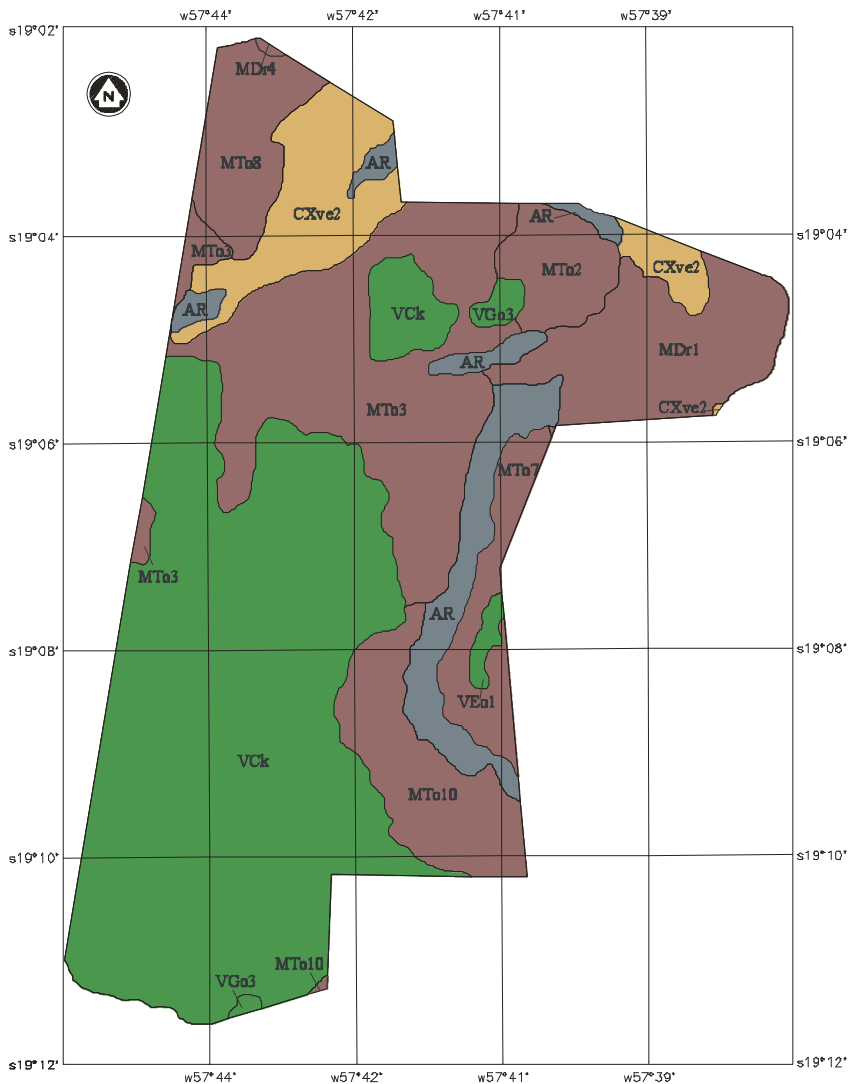 w57°44' w57°42' w57°41' w57°39'
s19°02'
MDr4
N
MTo8
AR
CXve2
AR
s19°04' s19°04'
MTo3
MTo2
CXve2
AR
VCk
VGo3
MDr1
AR
MTo3
CXve2
s19°06' s19°06'
MTo7
MTo3
AR
s19°08' s19°08'
VEo1
VCk
MTo10
s19°10' s19°10'
MTo10
VGo3
s19°12' s19°12'
w57°44' w57°42' w57°41' w57°39'